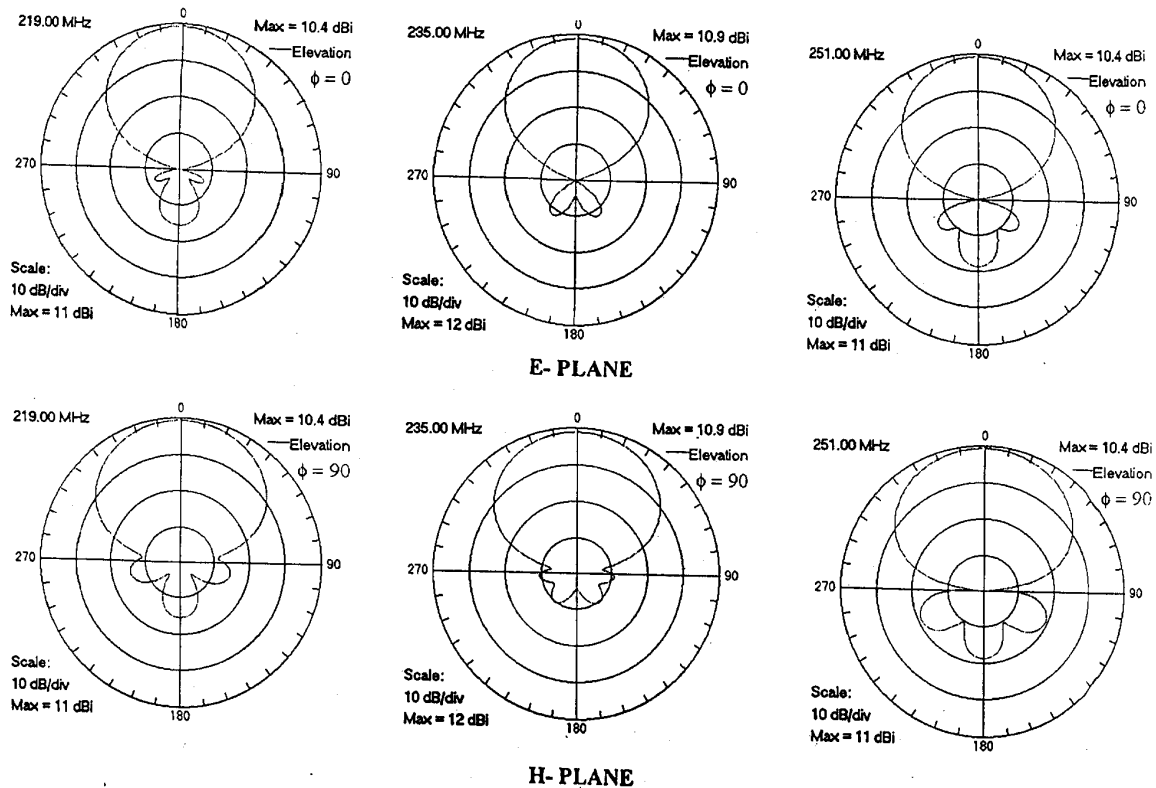 219.00 MHz
0
Max = 10.4 dBi
Elevation
ϕ = 0
270
90
Scale:
10 dB/div
Max = 11 dBi
180
235.00 MHz
0
Max = 10.9 dBi
Elevation
ϕ = 0
270
90
Scale:
10 dB/div
Max = 12 dBi
180
251.00 MHz
0
Max = 10.4 dBi
Elevation
ϕ = 0
270
90
Scale:
10 dB/div
Max = 11 dBi
180
E- PLANE
219.00 MHz
0
Max = 10.4 dBi
Elevation
ϕ = 90
270
90
Scale:
10 dB/div
Max = 11 dBi
180
235.00 MHz
0
Max = 10.9 dBi
Elevation
ϕ = 90
270
90
Scale:
10 dB/div
Max = 12 dBi
180
251.00 MHz
0
Max = 10.4 dBi
Elevation
ϕ = 90
270
90
Scale:
10 dB/div
Max = 11 dBi
180
H- PLANE